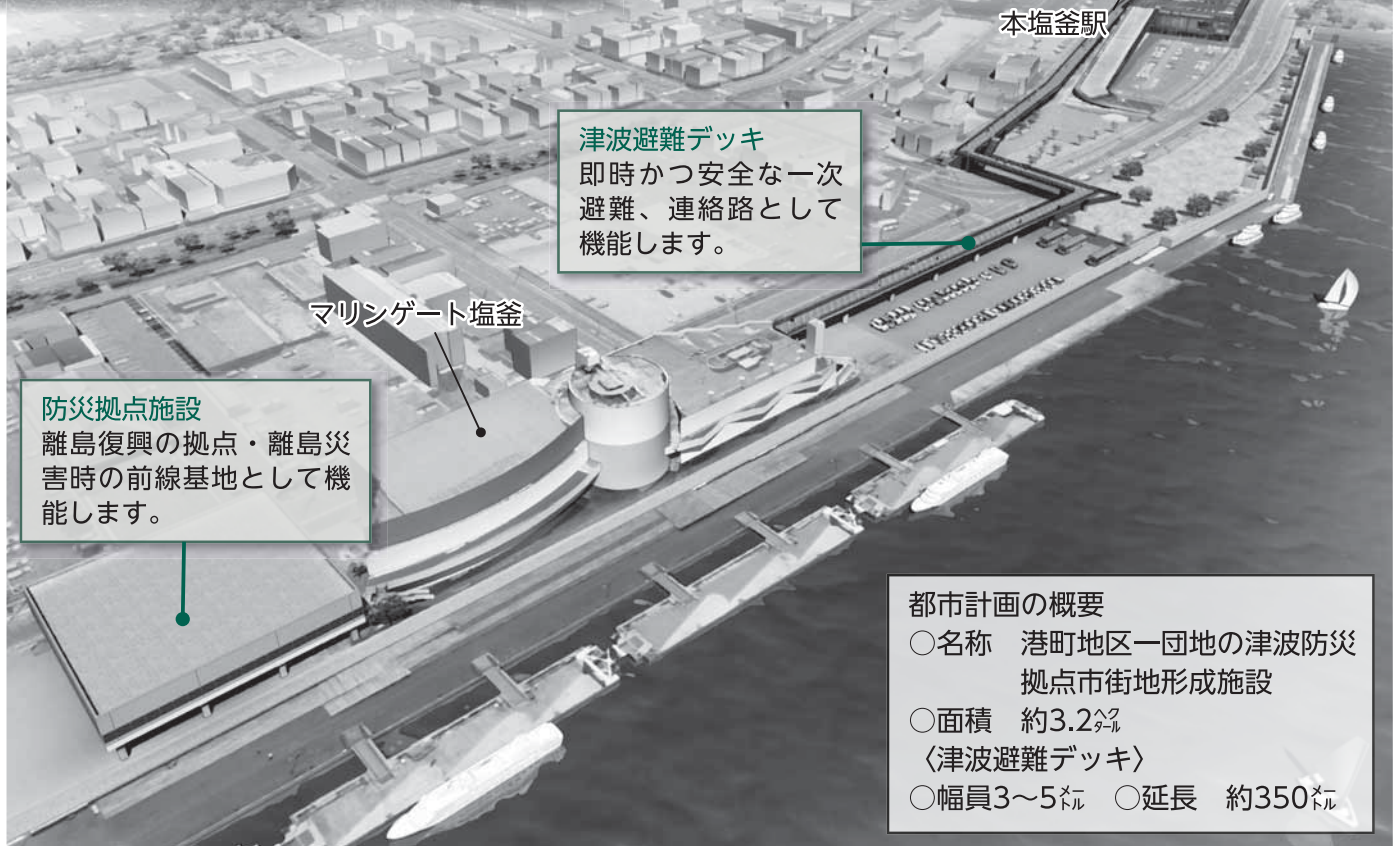 本塩釜駅
津波避難デッキ
即時かつ安全な一次
避難、連絡路として
機能します。
マリンゲート塩釜
防災拠点施設
離島復興の拠点・離島災
害時の前線基地として機
能します。
都市計画の概要
○名称　港町地区一団地の津波防災
拠点市街地形成施設
○面積　約3.2ヘクタール
〈津波避難デッキ〉
○幅員3〜5メートル　○延長　約350メートル